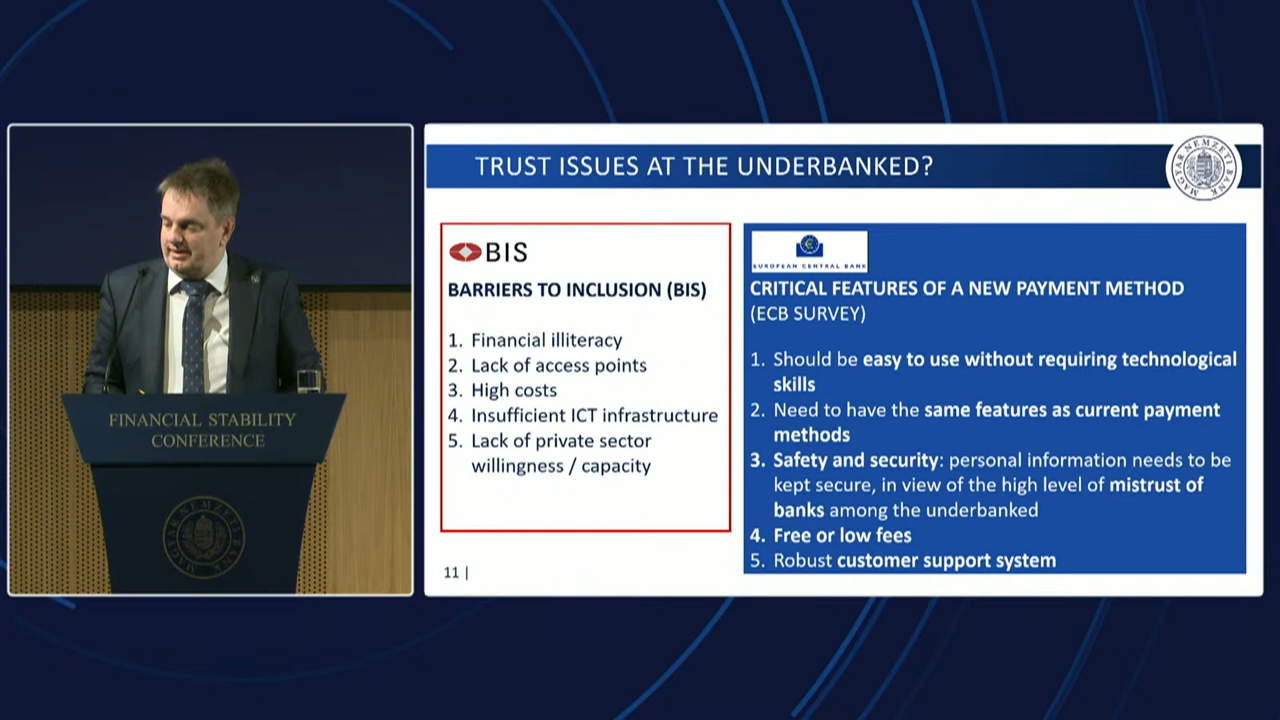 TRUST ISSUES AT THE UNDERBANKED?
MAGYAR NEMZETI BANK
BIS
BARRIERS TO INCLUSION (BIS)
1. Financial illiteracy
2. Lack of access points
3. High costs
4. Insufficient ICT infrastructure
5. Lack of private sector
willingness / capacity
11 |
EUROPEAN CENTRAL BANK
CRITICAL FEATURES OF A NEW PAYMENT METHOD
(ECB SURVEY)
1. Should be easy to use without requiring technological
skills
2. Need to have the same features as current payment
methods
3. Safety and security: personal information needs to be
kept secure, in view of the high level of mistrust of
banks among the underbanked
4. Free or low fees
5. Robust customer support system
FINANCIAL STABILITY
CONFERENCE